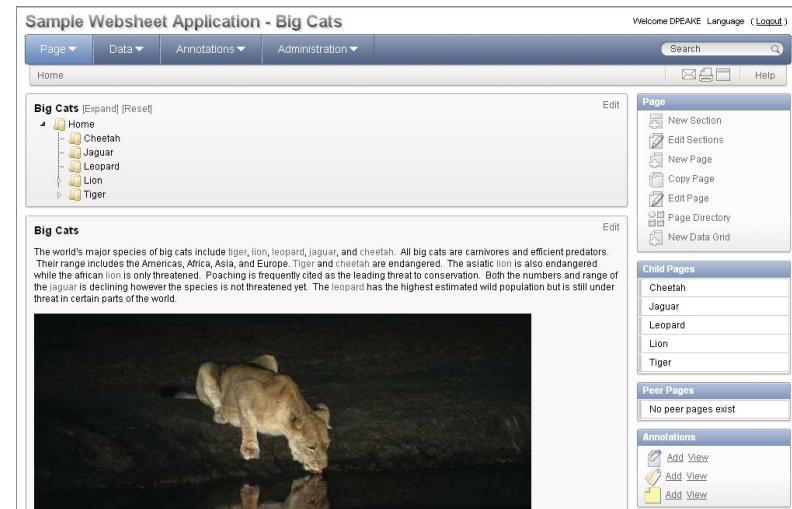 Sample Websheet Application - Big Cats
Welcome DPEAKE Language ( Logout )
Page Data Annotations Administration
Search
Home
Help
Big Cats [Expand] [Reset]
Edit
Home
Cheetah
Jaguar
Leopard
Lion
Tiger
Big Cats
Edit
The world's major species of big cats include tiger, lion, leopard, jaguar, and cheetah. All big cats are carnivores and efficient predators.
Their range includes the Americas, Africa, Asia, and Europe. Tiger and cheetah are endangered. The asiatic lion is also endangered
while the african lion is only threatened. Poaching is frequently cited as the leading threat to conservation. Both the numbers and range of
the jaguar is declining however the species is not threatened yet. The leopard has the highest estimated wild population but is still under
threat in certain parts of the world.
Page
New Section
Edit Sections
New Page
Copy Page
Edit Page
Page Directory
New Data Grid
Child Pages
Cheetah
Jaguar
Leopard
Lion
Tiger
Peer Pages
No peer pages exist
Annotations
Add View
Add View
Add View